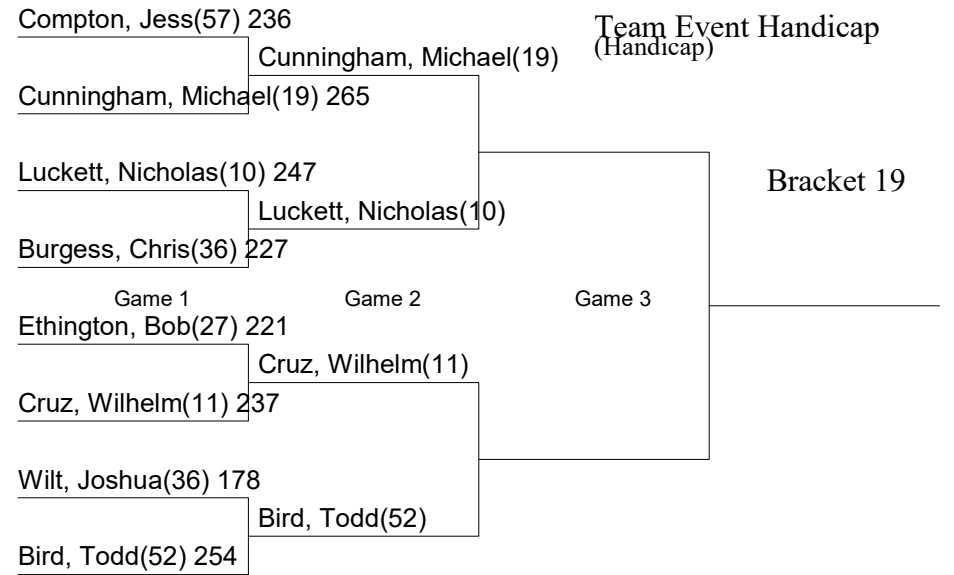 Compton, Jess(57) 236
Team Event Handicap
(Handicap)
Cunningham, Michael(19)
Cunningham, Michael(19) 265
Luckett, Nicholas(10) 247
Bracket 19
Luckett, Nicholas(10)
Burgess, Chris(36) 227
Game 1
Game 2
Game 3
Ethington, Bob(27) 221
Cruz, Wilhelm(11)
Cruz, Wilhelm(11) 237
Wilt, Joshua(36) 178
Bird, Todd(52)
Bird, Todd(52) 254